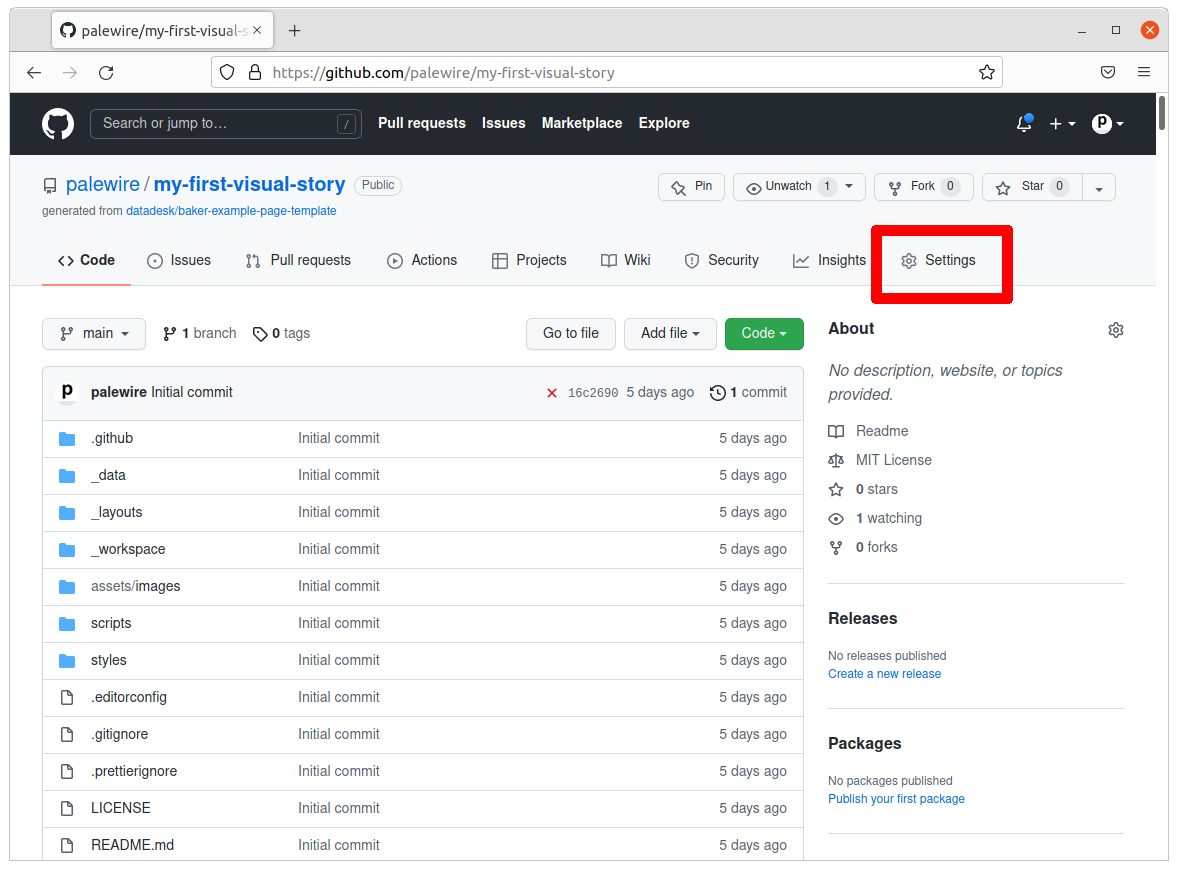 palewire/my-first-visual-s
https://github.com/palewire/my-first-visual-story
Search or jump to… / Pull requests Issues Marketplace Explore p
palewire / my-first-visual-story Public Pin Unwatch 1 Fork 0 Star 0
generated from datadesk/baker-example-page-template
Code Issues Pull requests Actions Projects Wiki Security Insights Settings
main 1 branch 0 tags Go to file Add file Code
p palewire Initial commit 16c2690 5 days ago 1 commit
.github Initial commit 5 days ago
_data Initial commit 5 days ago
_layouts Initial commit 5 days ago
_workspace Initial commit 5 days ago
assets/images Initial commit 5 days ago
scripts Initial commit 5 days ago
styles Initial commit 5 days ago
.editorconfig Initial commit 5 days ago
.gitignore Initial commit 5 days ago
.prettierignore Initial commit 5 days ago
LICENSE Initial commit 5 days ago
README.md Initial commit 5 days ago
About
No description, website, or topics
provided.
Readme
MIT License
0 stars
1 watching
0 forks
Releases
No releases published
Create a new release
Packages
No packages published
Publish your first package